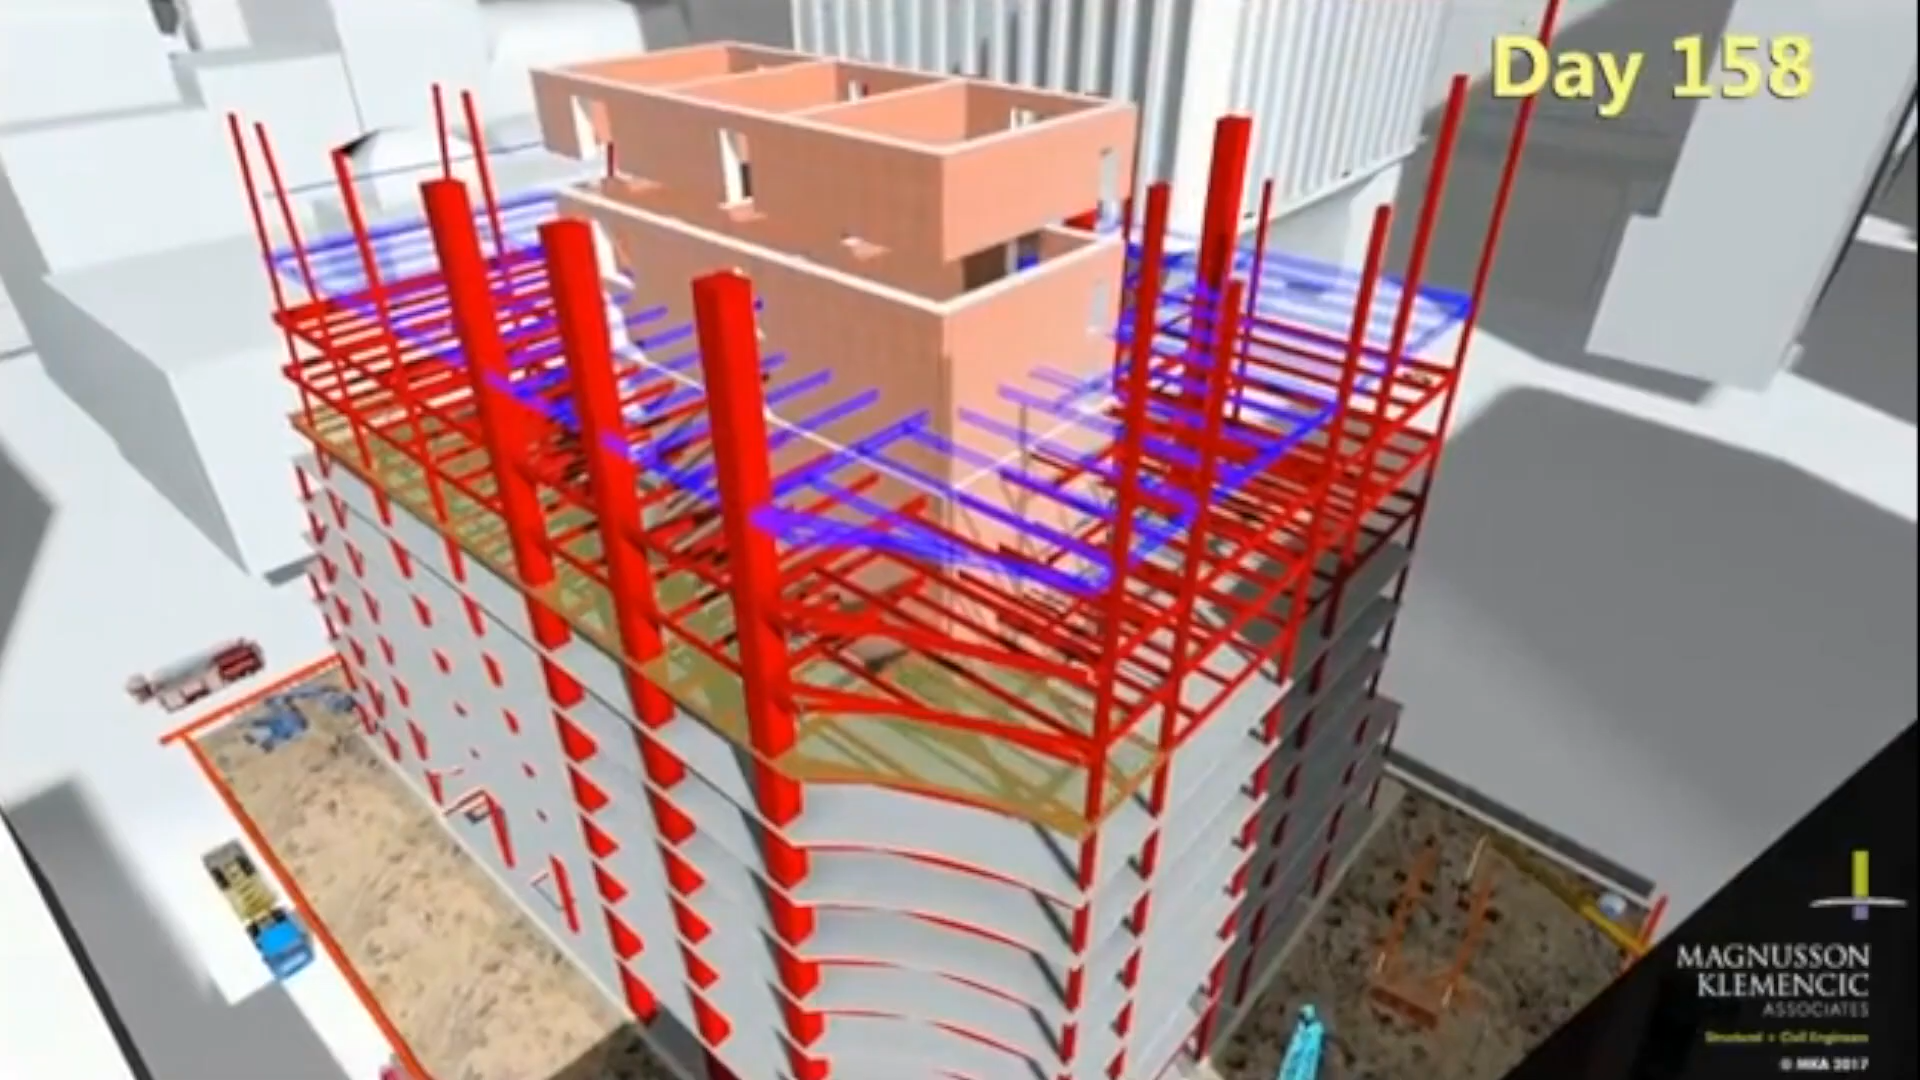 Day 158
MAGNUSSON
KLEMENCIC
ASSOCIATES
Structural + Civil Engineers
© MKA 2017